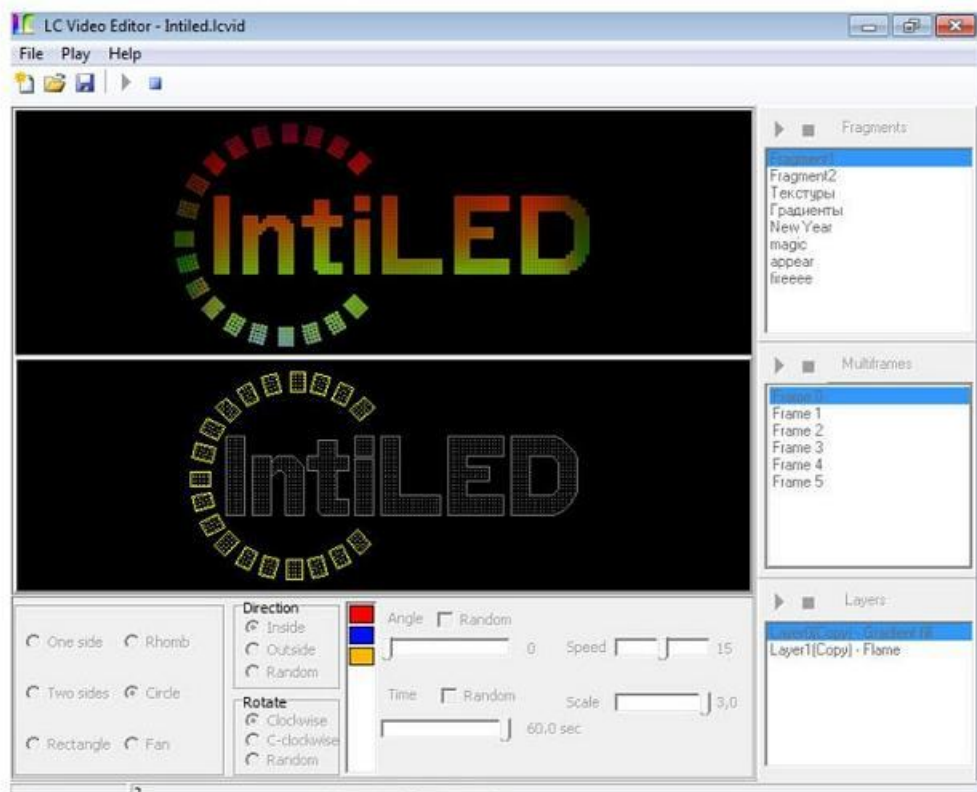 LC Video Editor - Intiled.lcvid
File Play Help
IntiLED
IntiLED
Fragments
Fragment1
Fragment2
Текстуры
Градиенты
New Year
magic
appear
fireeee
Multiframes
Frame 0
Frame 1
Frame 2
Frame 3
Frame 4
Frame 5
Layers
Layer0(Copy) - Gradient fill
Layer1(Copy) - Flame
One side Rhomb
Two sides Circle
Rectangle Fan
Direction
Inside
Outside
Random
Rotate
Clockwise
C-clockwise
Random
Angle Random
0
Speed 15
Time Random
60,0 sec
Scale 3,0